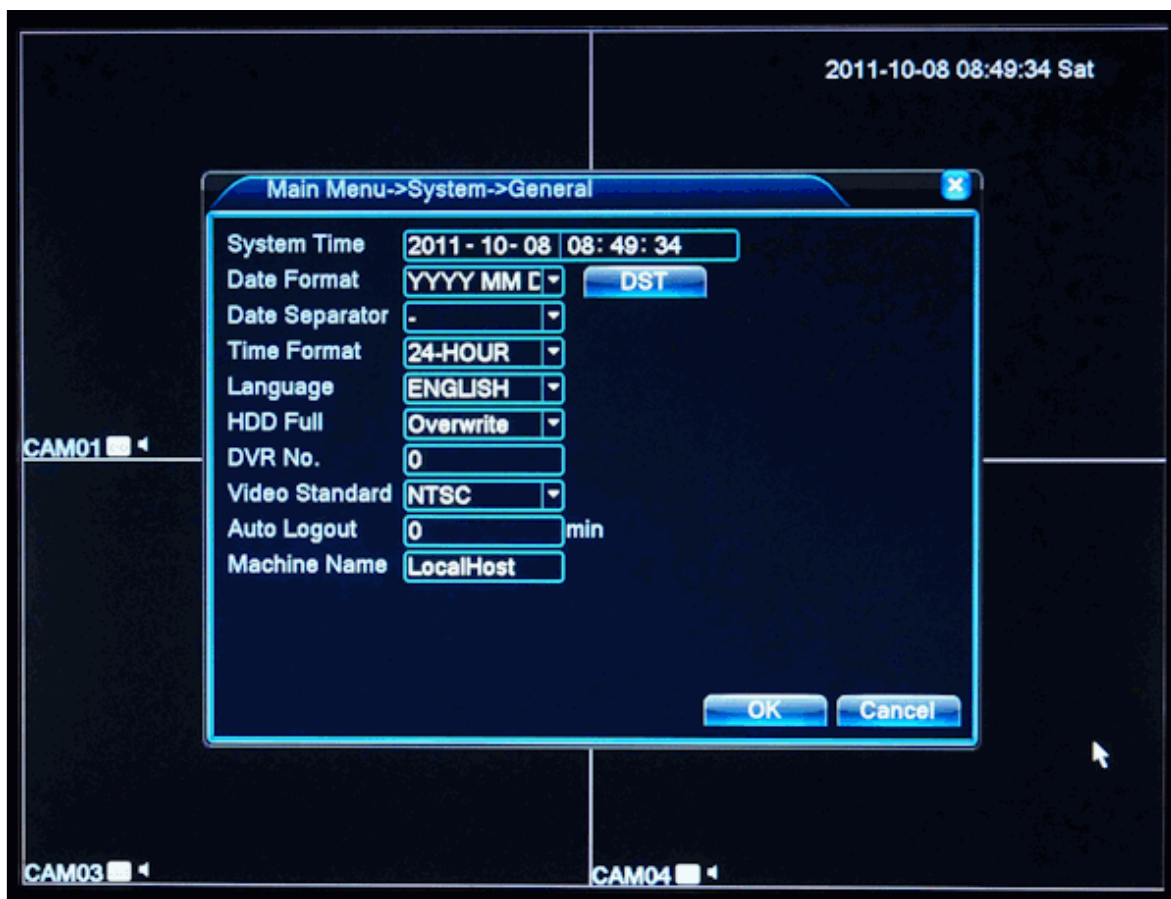 2011-10-08 08:49:34 Sat
Main Menu->System->General
System Time 2011-10-08 08:49:34
Date Format YYYY MM D DST
Date Separator -
Time Format 24-HOUR
Language ENGLISH
HDD Full Overwrite
DVR No. 0
Video Standard NTSC
Auto Logout 0 min
Machine Name LocalHost
OK Cancel
CAM01
CAM03
CAM04